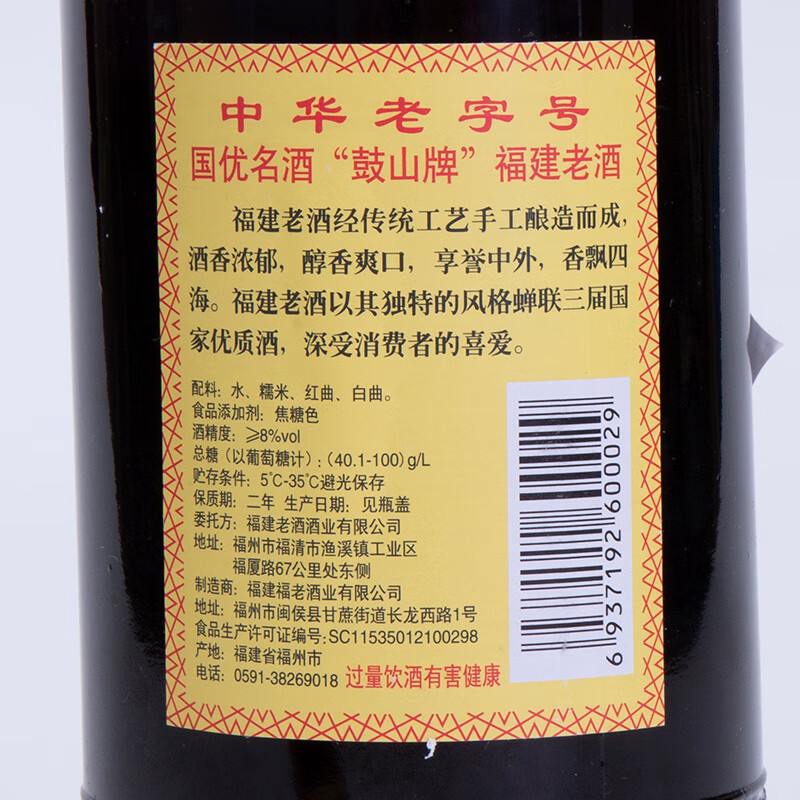 中华老字号
国优名酒“鼓山牌”福建老酒
福建老酒经传统工艺手工酿造而成，
酒香浓郁，醇香爽口，享誉中外，香飘四
海。福建老酒以其独特的风格蝉联三届国
家优质酒，深受消费者的喜爱。
配料：水、糯米、红曲、白曲。
食品添加剂：焦糖色
酒精度：≥8%vol
总糖（以葡萄糖计）：(40.1-100)g/L
贮存条件：5℃-35℃避光保存
保质期：二年 生产日期：见瓶盖
委托方：福建老酒酒业有限公司
地址：福州市福清市渔溪镇工业区
福厦路67公里处东侧
制造商：福建福老酒业有限公司
地址：福州市闽侯县甘蔗街道长龙西路1号
食品生产许可证编号：SC11535012100298
产地：福建省福州市
电话：0591-38269018 过量饮酒有害健康
6937192600029